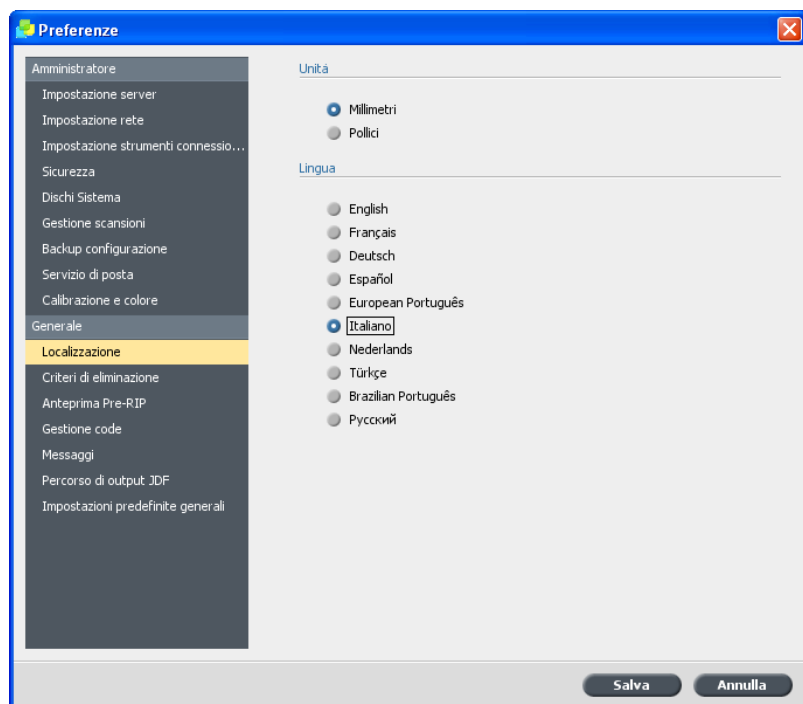 Preferenze
Amministratore
Impostazione server
Impostazione rete
Impostazione strumenti connessio...
Sicurezza
Dischi Sistema
Gestione scansioni
Backup configurazione
Servizio di posta
Calibrazione e colore
Generale
Localizzazione
Criteri di eliminazione
Anteprima Pre-RIP
Gestione code
Messaggi
Percorso di output JDF
Impostazioni predefinite generali
Unità
Millimetri
Pollici
Lingua
English
Français
Deutsch
Español
European Português
Italiano
Nederlands
Türkçe
Brazilian Português
Русский
Salva
Annulla